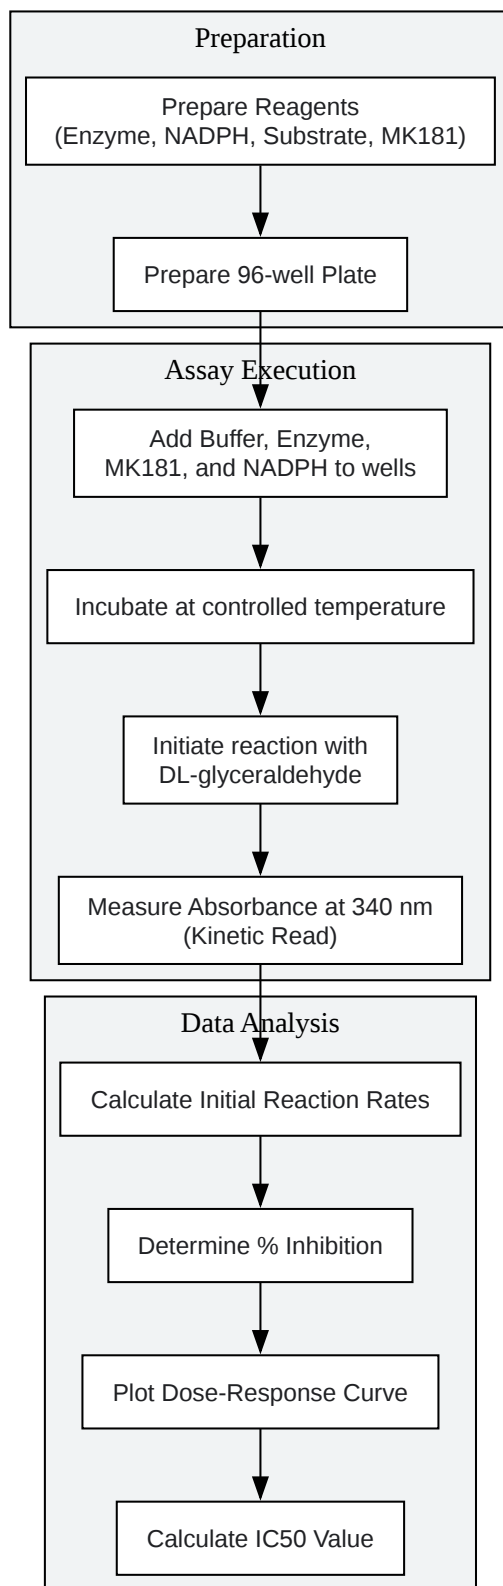 Preparation
Prepare Reagents
(Enzyme, NADPH, Substrate, MK181)
Prepare 96-well Plate
Assay Execution
Add Buffer, Enzyme,
MK181, and NADPH to wells
Incubate at controlled temperature
Initiate reaction with
DL-glyceraldehyde
Measure Absorbance at 340 nm
(Kinetic Read)
Data Analysis
Calculate Initial Reaction Rates
Determine % Inhibition
Plot Dose-Response Curve
Calculate IC50 Value